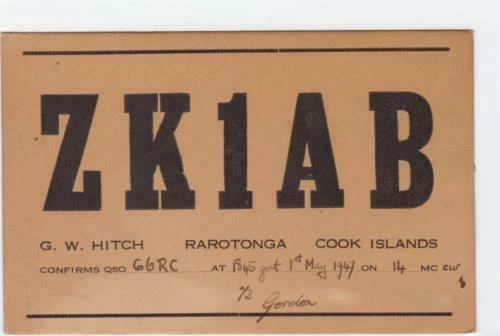 ZK1AB
G. W. HITCH RAROTONGA COOK ISLANDS
CONFIRMS QSO G6RC AT gmt 1st May 1947 ON 14 MC CW
73
Gordon